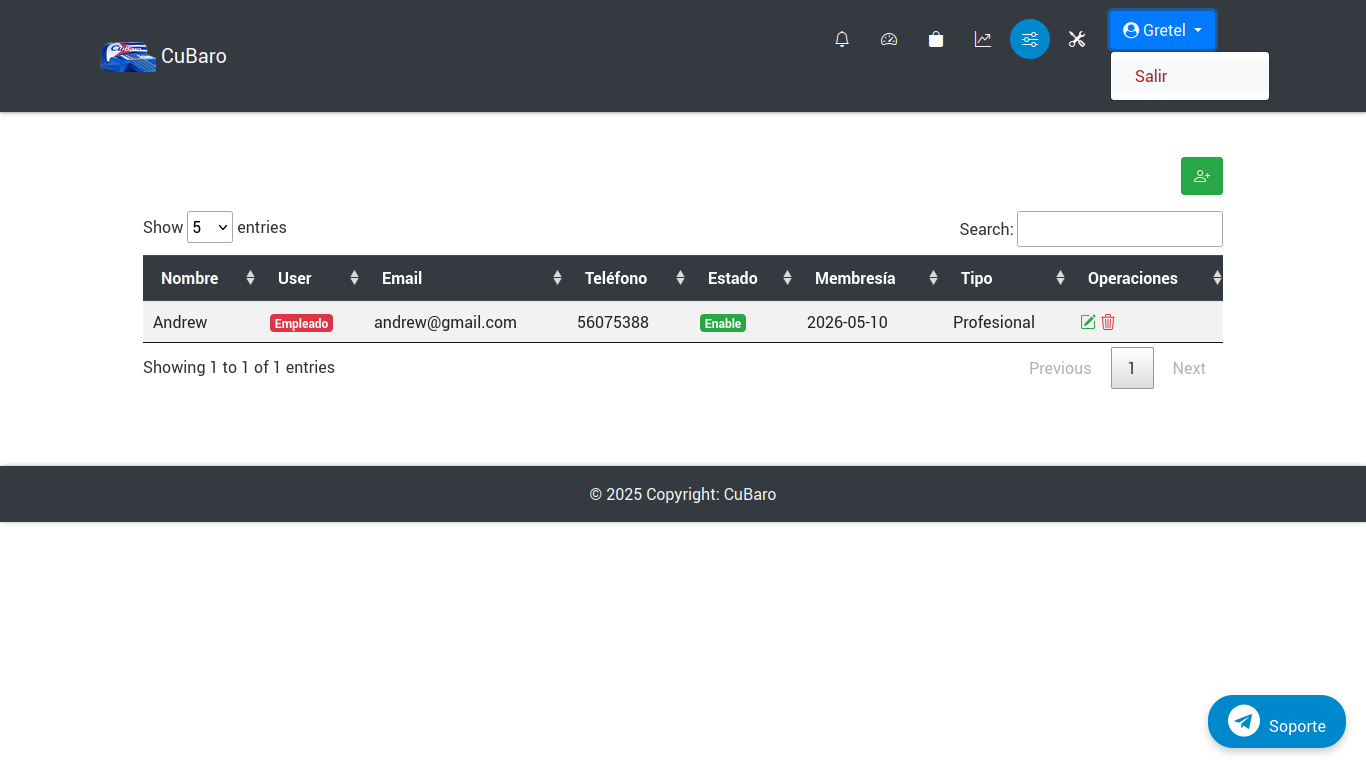 CuBaro
Gretel
Salir
Show 5 entries
Search:
Nombre User Email Teléfono Estado Membresía Tipo Operaciones
Andrew Empleado andrew@gmail.com 56075388 Enable 2026-05-10 Profesional
Showing 1 to 1 of 1 entries
Previous 1 Next
© 2025 Copyright: CuBaro
Soporte